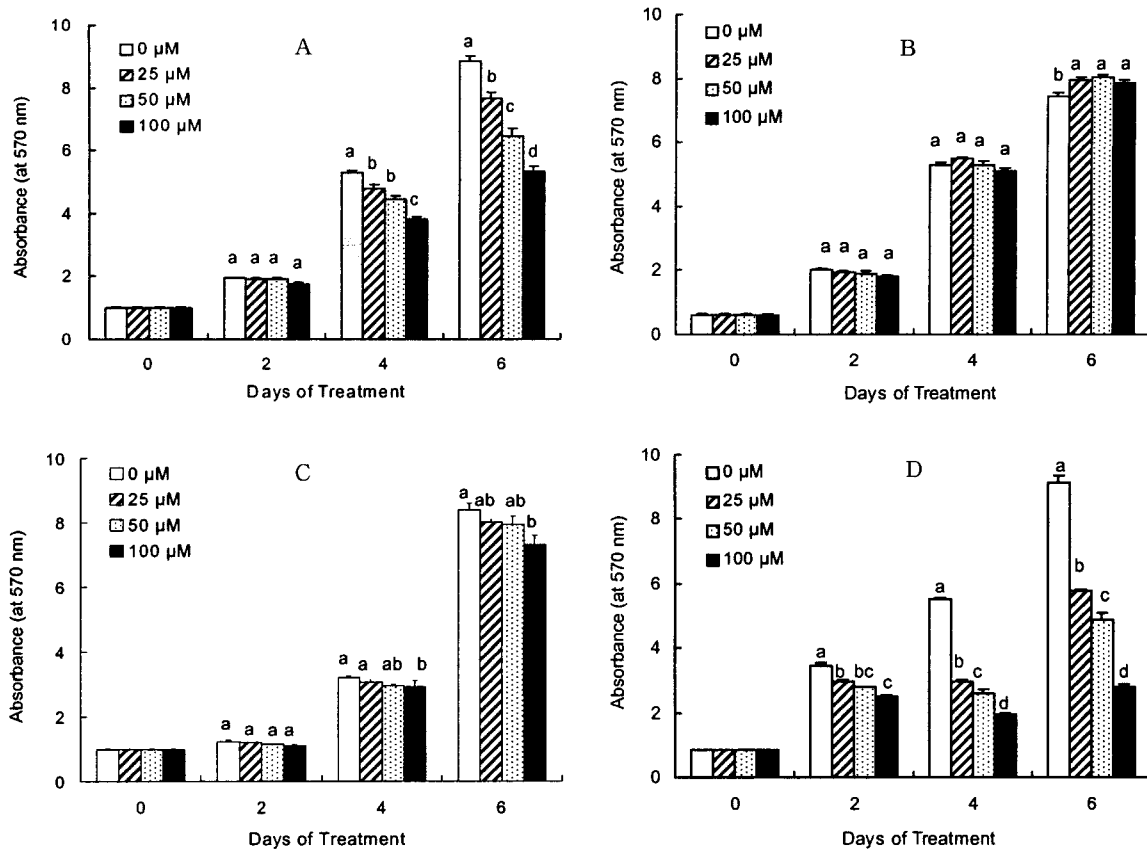 A
Absorbance (at 570 nm)
10
8
6
4
2
0
0 µM
25 µM
50 µM
100 µM
a a a a
a b b c
a b c d
0 2 4 6
Days of Treatment
B
Absorbance (at 570 nm)
10
8
6
4
2
0
0 µM
25 µM
50 µM
100 µM
a a a a
a a a a
b a a a
0 2 4 6
Days of Treatment
C
Absorbance (at 570 nm)
10
8
6
4
2
0
0 µM
25 µM
50 µM
100 µM
a a a a
a a ab b
a ab ab b
0 2 4 6
Days of Treatment
D
Absorbance (at 570 nm)
10
8
6
4
2
0
0 µM
25 µM
50 µM
100 µM
a b bc c
a b c d
a b c d
0 2 4 6
Days of Treatment